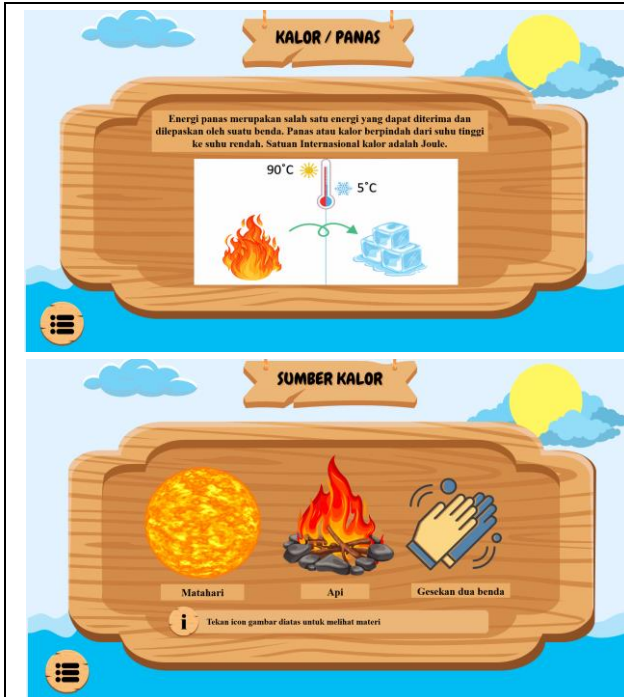 KALOR / PANAS
Energi panas merupakan salah satu energi yang dapat diterima dan
dilepaskan oleh suatu benda. Panas atau kalor berpindah dari suhu tinggi
ke suhu rendah. Satuan Internasional kalor adalah Joule.
90°C
5°C
SUMBER KALOR
Matahari
Api
Gesekan dua benda
i
Tekan icon gambar diatas untuk melihat materi